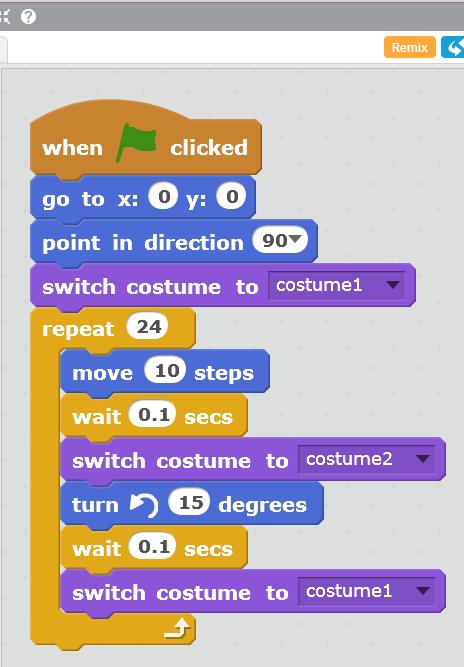 ?
Remix
when clicked
go to x: 0 y: 0
point in direction 90
switch costume to costume1
repeat 24
move 10 steps
wait 0.1 secs
switch costume to costume2
turn 15 degrees
wait 0.1 secs
switch costume to costume1